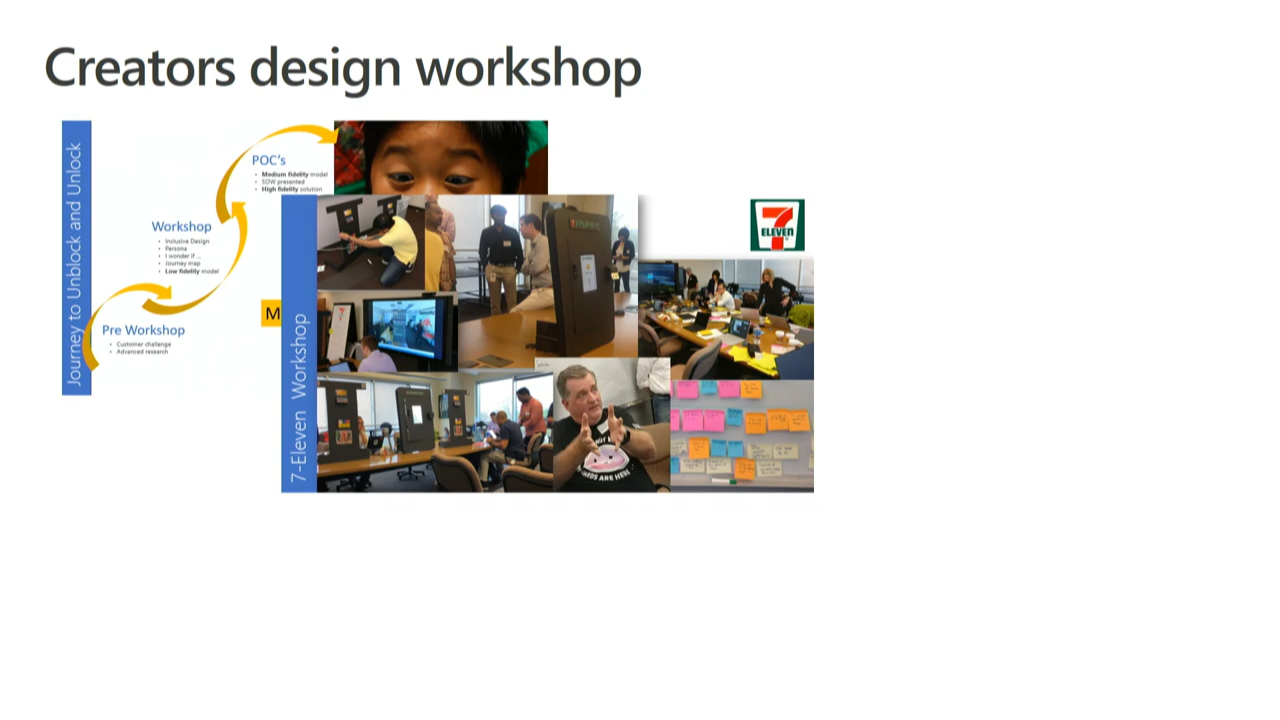 Creators design workshop
Journey to Unblock and Unlock
POC's
• Medium fidelity model
• SOW presented
• High fidelity solution
Workshop
• Inclusive Design
• Persona
• I wonder if ...
• Journey map
• Low fidelity model
Pre Workshop
• Customer challenge
• Advanced research
M
7-Eleven Workshop
7
ELEVEn
ARE HERE